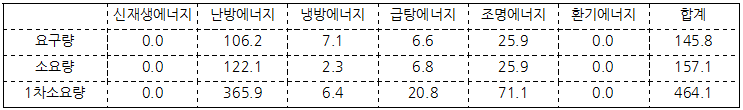 신재생에너지 난방에너지 냉방에너지 급탕에너지 조명에너지 환기에너지 합계
요구량 0.0 106.2 7.1 6.6 25.9 0.0 145.8
소요량 0.0 122.1 2.3 6.8 25.9 0.0 157.1
1차소요량 0.0 365.9 6.4 20.8 71.1 0.0 464.1